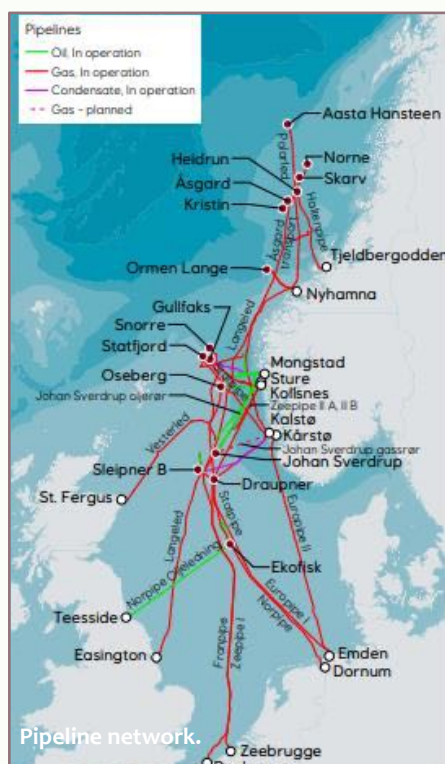 Pipelines
Oil, In operation
Gas, In operation
Condensate, In operation
Gas - planned
Aasta Hansteen
Polarled
Norne
Heidrun
Skarv
Åsgard
Kristin
Haltenpipe
Åsgard
transport
Tjeldbergodden
Ormen Lange
Nyhamna
Gullfaks
Snorre
Langeled
Statfjord
Mongstad
Oseberg
Sture
Kollsnes
Johan Sverdrup oljerør
Zeepipe II A, II B
Kalstø
Vesterled
Kårstø
Johan Sverdrup gassrør
Johan Sverdrup
Sleipner B
Draupner
St. Fergus
Statpipe
Europipe II
Langeled
Norpipe Oljeledning
Ekofisk
Teesside
Europipe I
Norpipe
Easington
Franpipe
Zeepipe I
Emden
Dornum
Pipeline network.
Zeebrugge